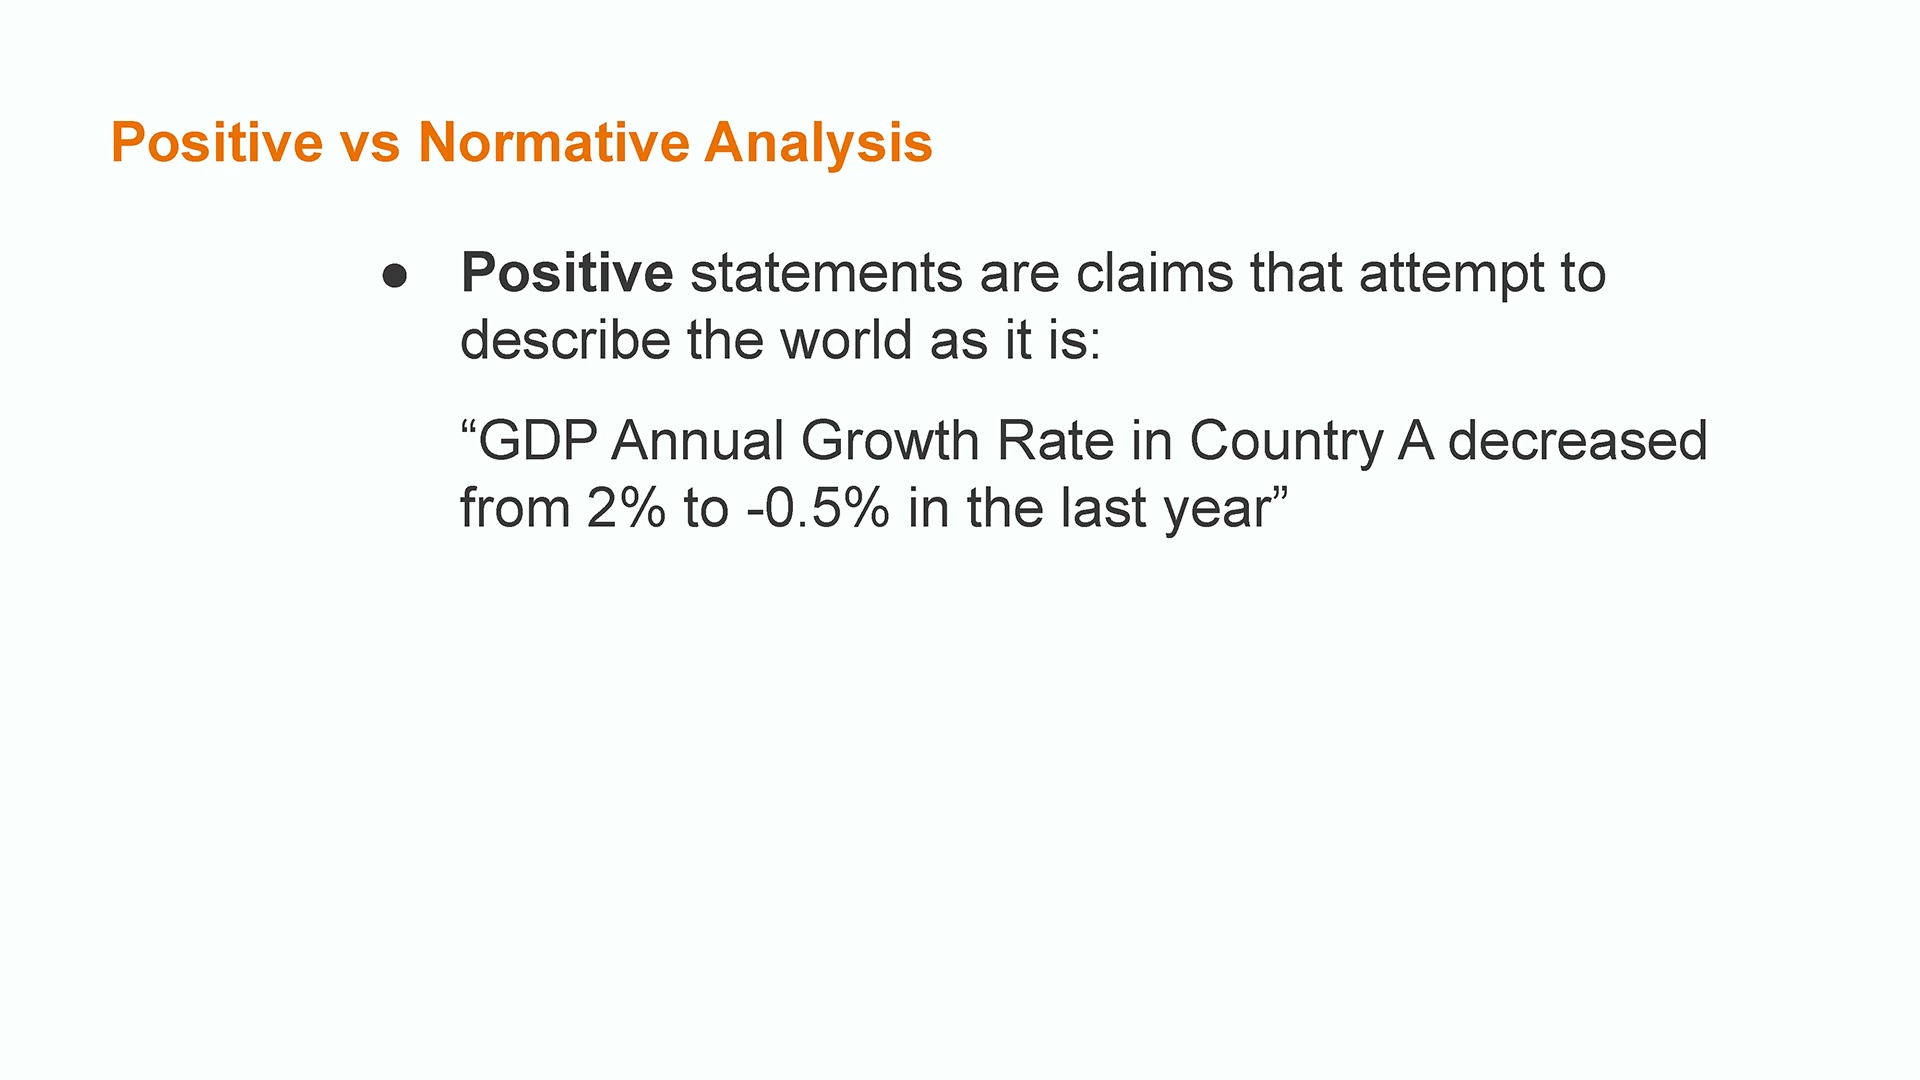 Positive vs Normative Analysis
● Positive statements are claims that attempt to
describe the world as it is:
“GDP Annual Growth Rate in Country A decreased
from 2% to -0.5% in the last year”